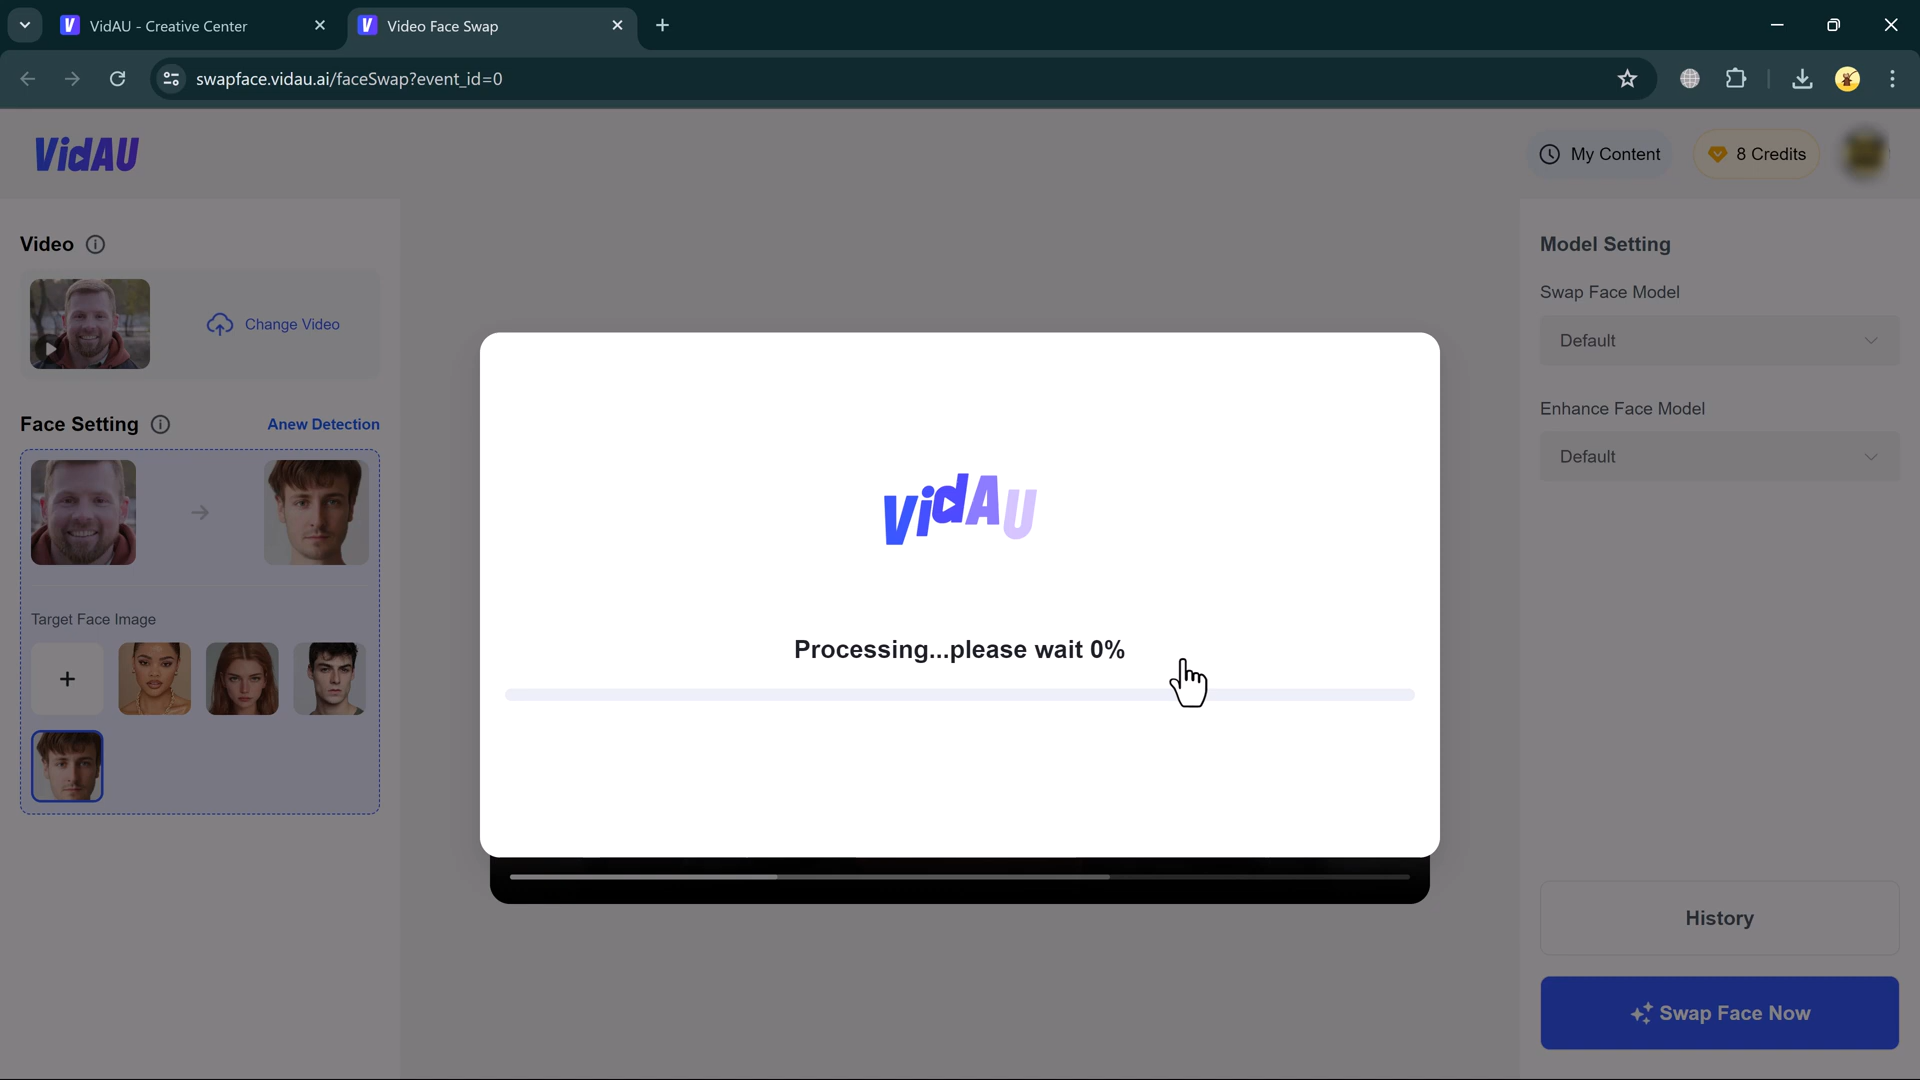 VidAU - Creative Center
Video Face Swap
swapface.vidau.ai/faceSwap?event_id=0
VidAU
My Content
8 Credits
Video
Change Video
Face Setting
Anew Detection
Target Face Image
+
VidAU
Processing...please wait 0%
Model Setting
Swap Face Model
Default
Enhance Face Model
Default
History
Swap Face Now